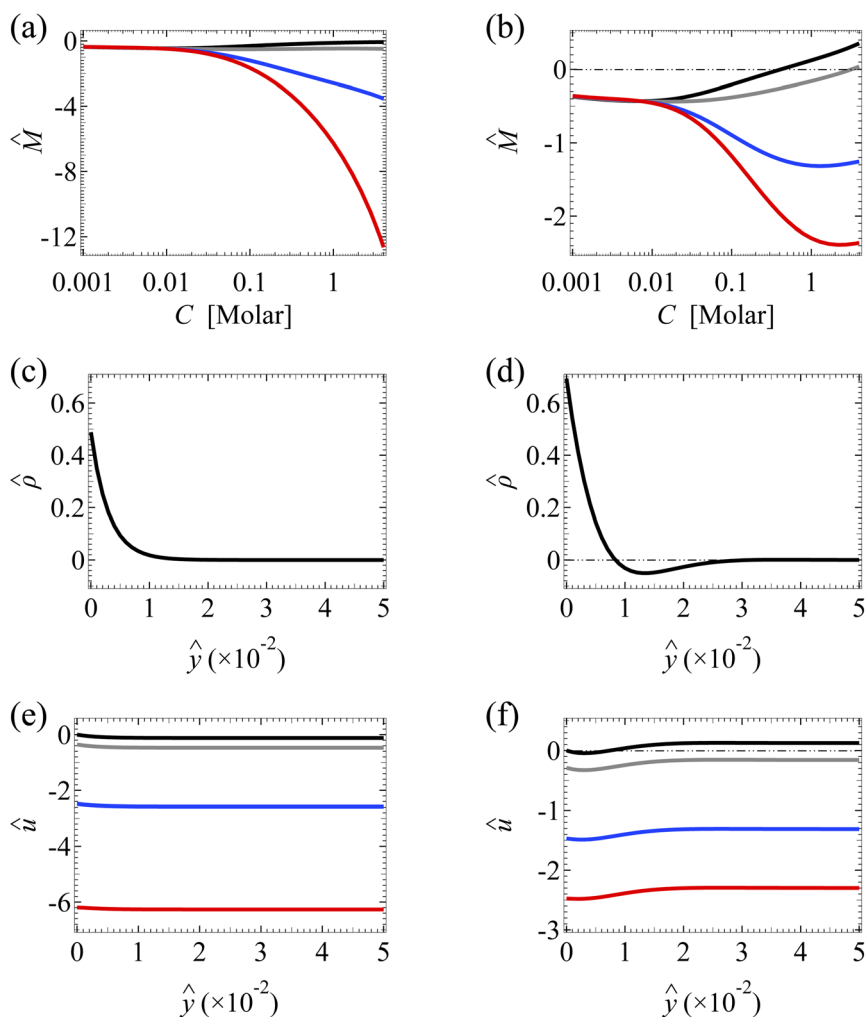 (a)
0
-4
-8
-12
M̂
0.001 0.01 0.1 1
C [Molar]
(b)
0
-1
-2
M̂
0.001 0.01 0.1 1
C [Molar]
(c)
0.6
0.4
0.2
0
ρ̂
0 1 2 3 4 5
ŷ (×10⁻²)
(d)
0.6
0.4
0.2
0
ρ̂
0 1 2 3 4 5
ŷ (×10⁻²)
(e)
0
-2
-4
-6
û
0 1 2 3 4 5
ŷ (×10⁻²)
(f)
0
-1
-2
-3
û
0 1 2 3 4 5
ŷ (×10⁻²)